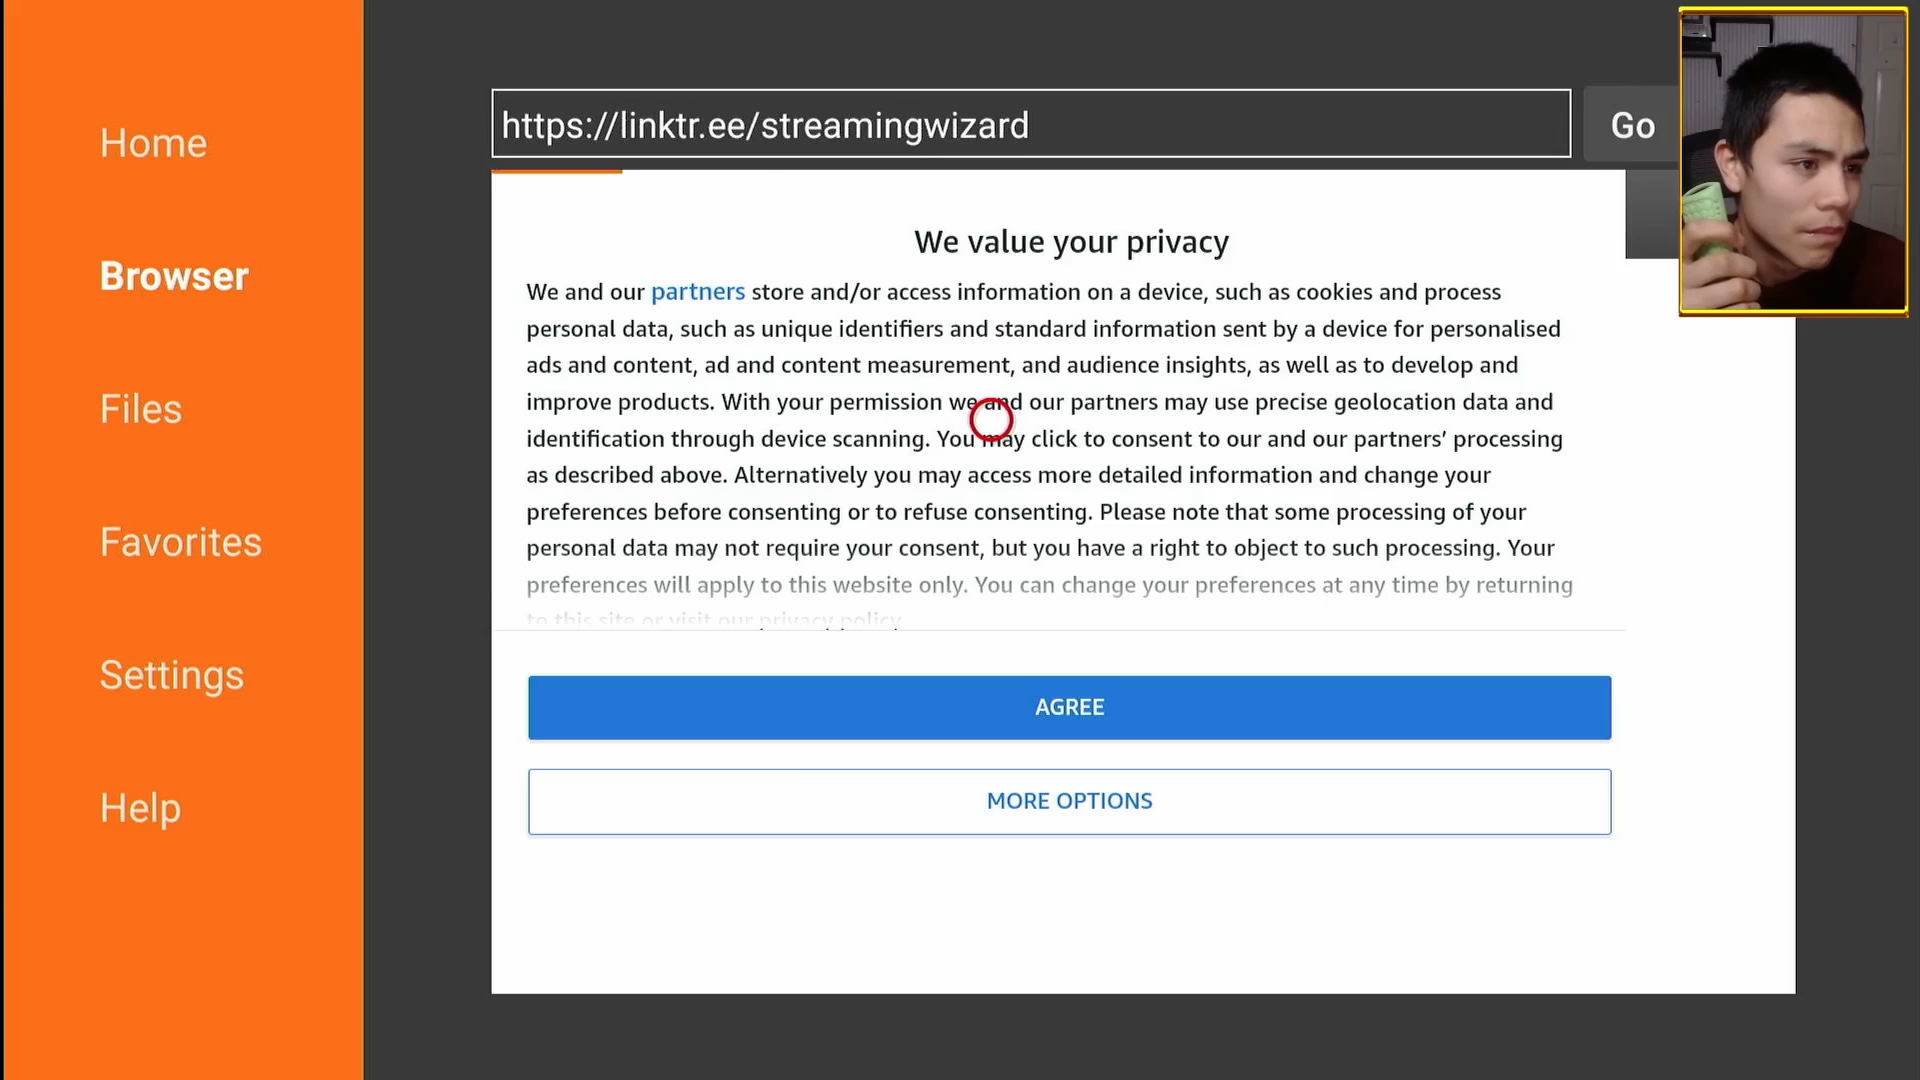 Home
Browser
Files
Favorites
Settings
Help
https://linktr.ee/streamingwizard
Go
We value your privacy
We and our partners store and/or access information on a device, such as cookies and process
personal data, such as unique identifiers and standard information sent by a device for personalised
ads and content, ad and content measurement, and audience insights, as well as to develop and
improve products. With your permission we and our partners may use precise geolocation data and
identification through device scanning. You may click to consent to our and our partners’ processing
as described above. Alternatively you may access more detailed information and change your
preferences before consenting or to refuse consenting. Please note that some processing of your
personal data may not require your consent, but you have a right to object to such processing. Your
preferences will apply to this website only. You can change your preferences at any time by returning
to this site or visit our privacy policy.
AGREE
MORE OPTIONS